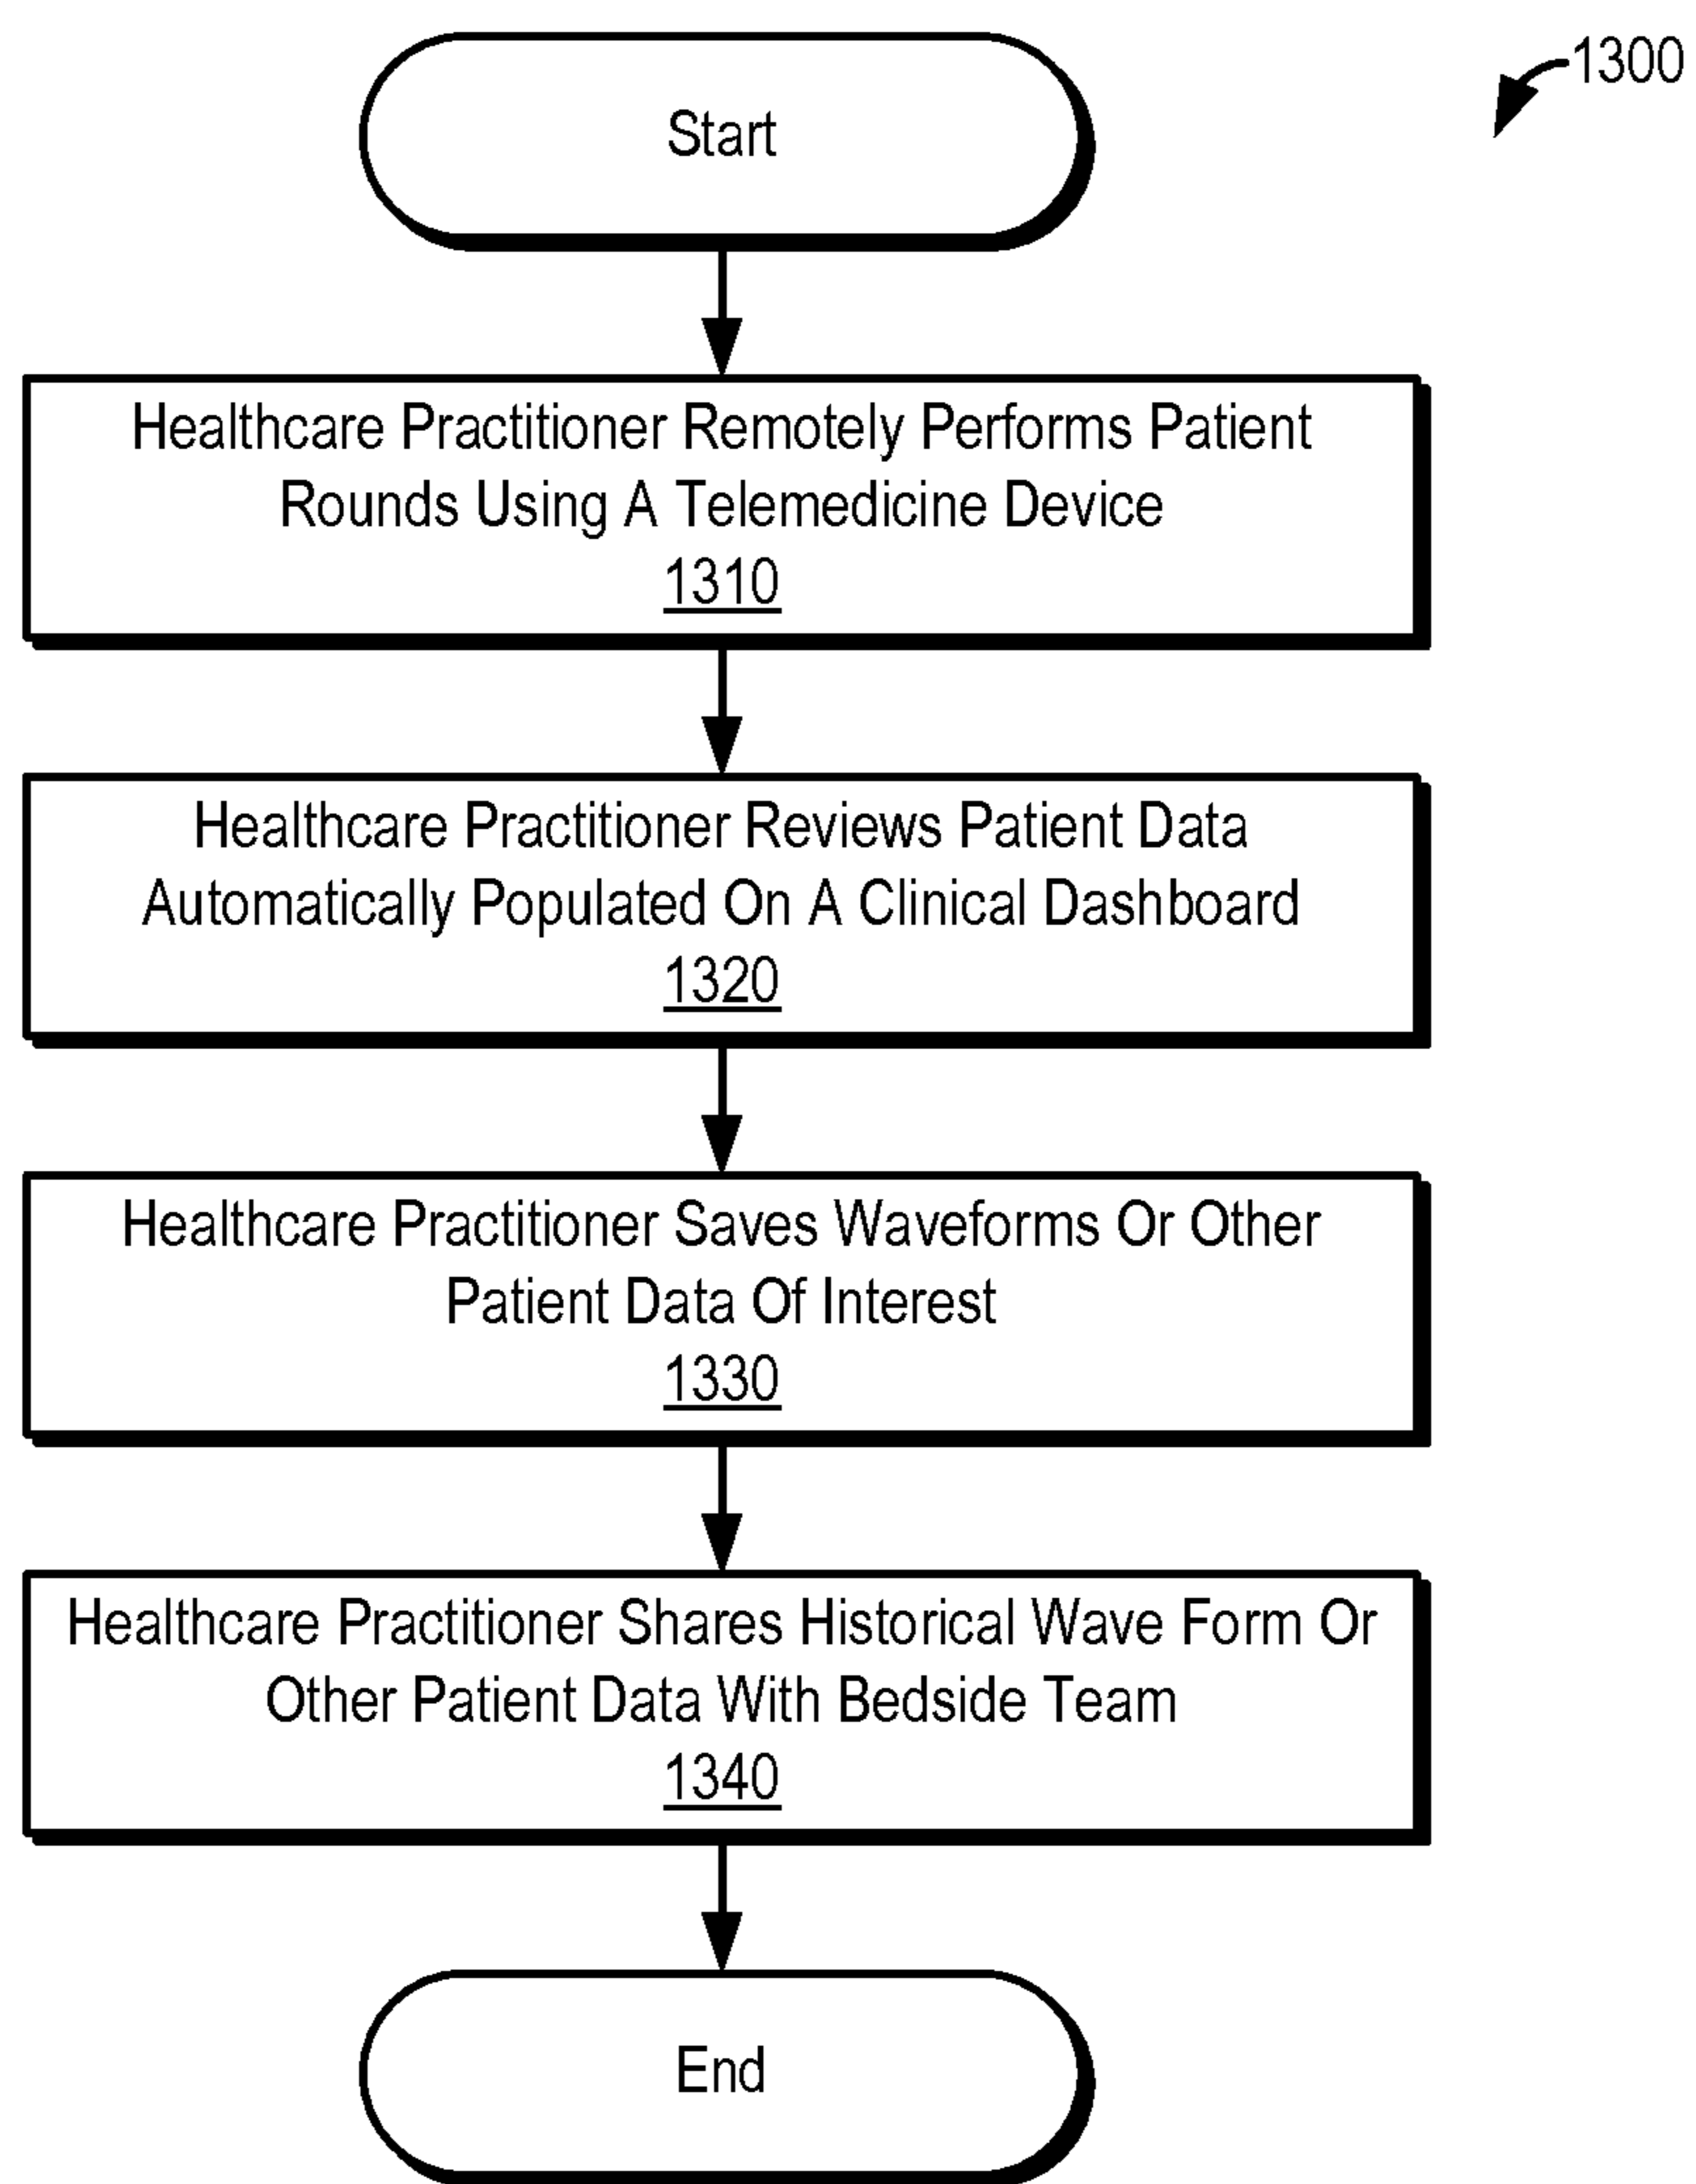 1300
Start
Healthcare Practitioner Remotely Performs Patient
Rounds Using A Telemedicine Device
1310
Healthcare Practitioner Reviews Patient Data
Automatically Populated On A Clinical Dashboard
1320
Healthcare Practitioner Saves Waveforms Or Other
Patient Data Of Interest
1330
Healthcare Practitioner Shares Historical Wave Form Or
Other Patient Data With Bedside Team
1340
End